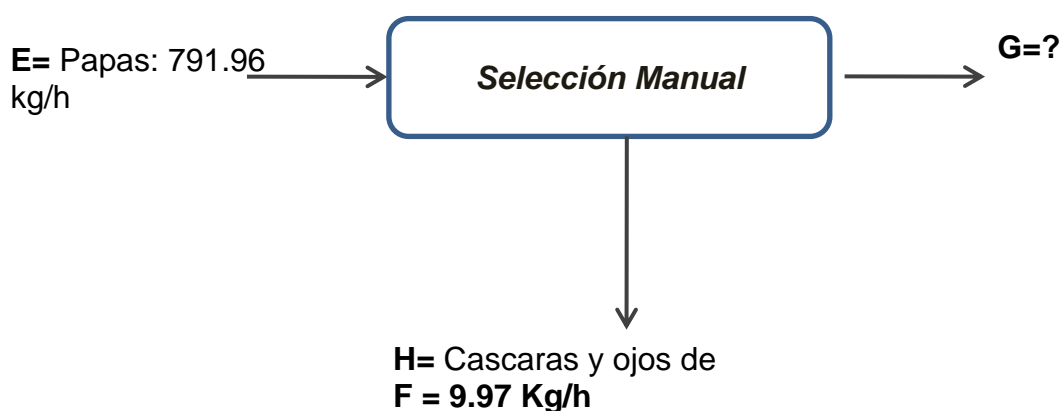 E= Papas: 791.96
kg/h
Selección Manual
G=?
H= Cascaras y ojos de
F = 9.97 Kg/h